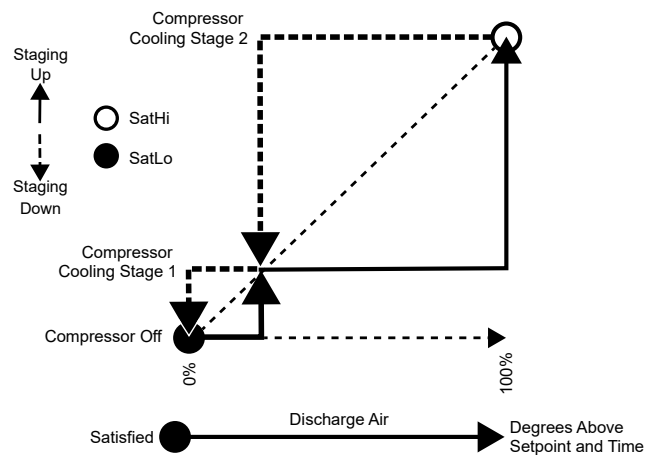 Compressor
Cooling Stage 2
Staging
Up
SatHi
SatLo
Staging
Down
Compressor
Cooling Stage 1
Compressor Off
0%
100%
Discharge Air
Satisfied
Degrees Above
Setpoint and Time